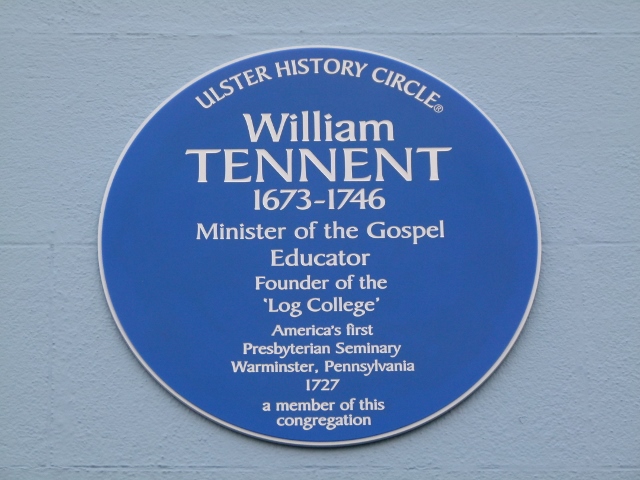 ULSTER HISTORY CIRCLE®
William
TENNENT
1673-1746
Minister of the Gospel
Educator
Founder of the
'Log College'
America's first
Presbyterian Seminary
Warminster, Pennsylvania
1727
a member of this
congregation